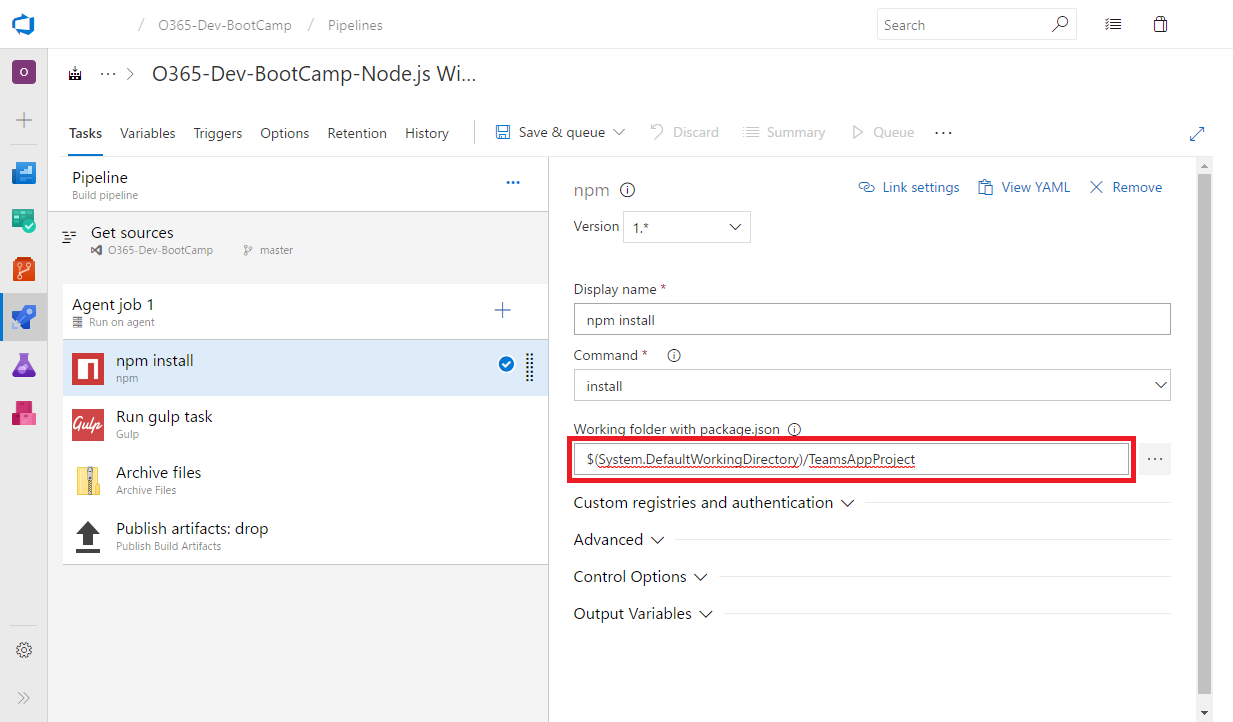 / O365-Dev-BootCamp / Pipelines
Search
O
··· > O365-Dev-BootCamp-Node.js Wi...
Tasks Variables Triggers Options Retention History
Save & queue Discard Summary Queue ···
Pipeline
Build pipeline
···
Get sources
O365-Dev-BootCamp master
Agent job 1
Run on agent
npm install
npm
Gulp
Run gulp task
Gulp
Archive files
Archive Files
Publish artifacts: drop
Publish Build Artifacts
npm
Link settings View YAML Remove
Version 1.*
Display name *
npm install
Command *
install
Working folder with package.json
$(System.DefaultWorkingDirectory)/TeamsAppProject
···
Custom registries and authentication
Advanced
Control Options
Output Variables